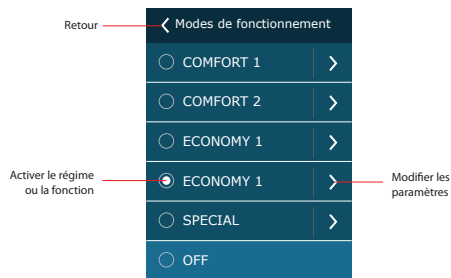 Retour
Modes de fonctionnement
COMFORT 1
COMFORT 2
ECONOMY 1
Activer le régime
ou la fonction
ECONOMY 1
Modifier les
paramètres
SPECIAL
OFF